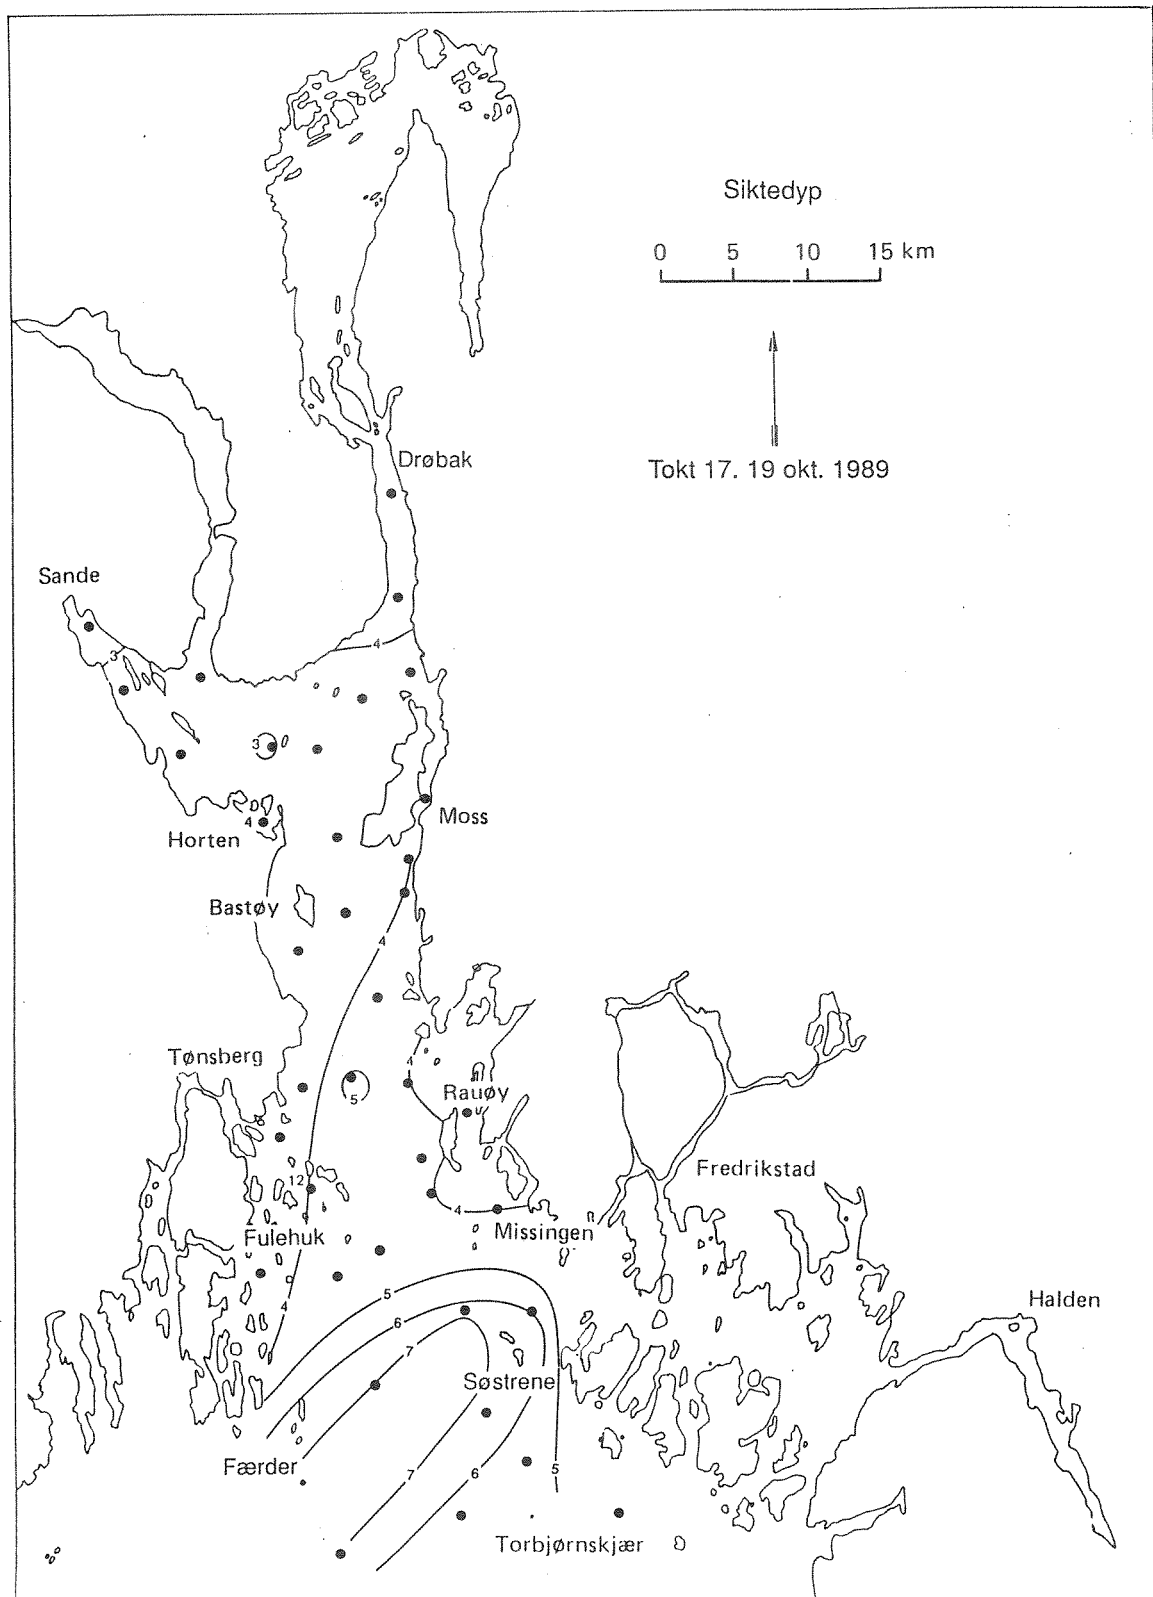 Siktedyp
0 5 10 15 km
Tokt 17. 19 okt. 1989
Drøbak
Sande
4
3
3
4
Moss
Horten
Bastøy
4
Tønsberg
4
5
Rauøy
12
Fredrikstad
4
Missingen
Fulehuk
5
4
Halden
6
7
Søstrene
Færder
7
6
5
Torbjørnskjær